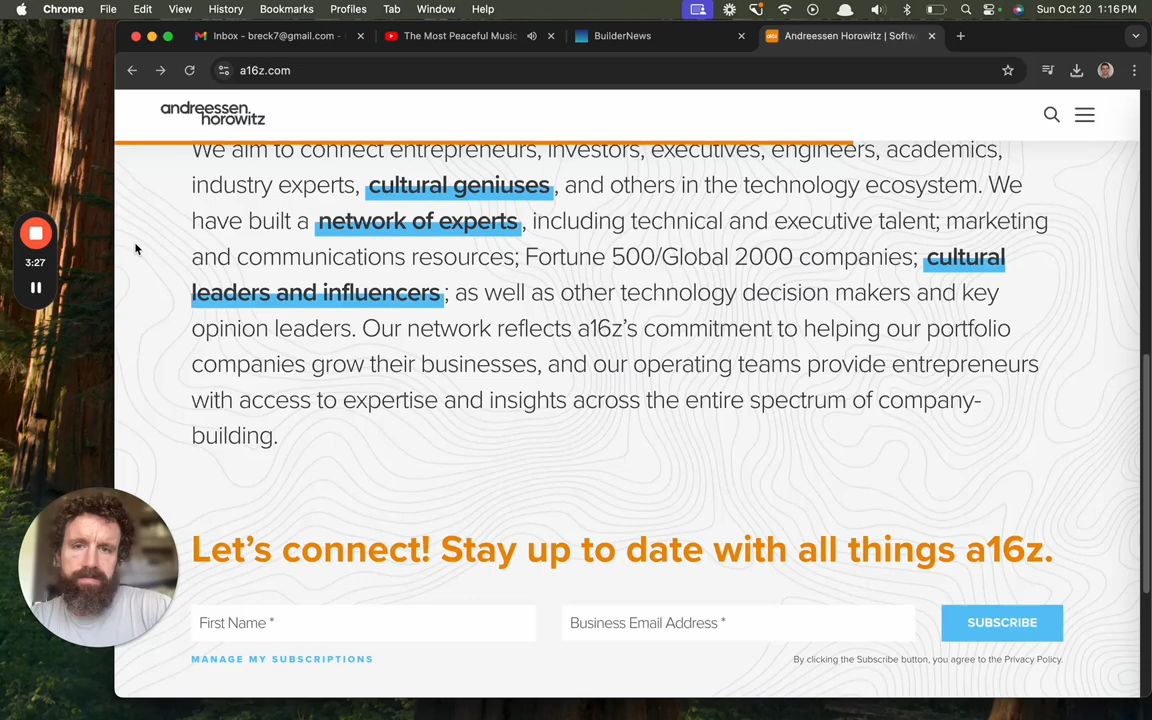 Chrome File Edit View History Bookmarks Profiles Tab Window Help Sun Oct 20 1:16 PM
Inbox - breck7@gmail.com - The Most Peaceful Music BuilderNews Andreessen Horowitz | Softw
a16z.com
andreessen.
horowitz
We aim to connect entrepreneurs, investors, executives, engineers, academics,
industry experts, cultural geniuses, and others in the technology ecosystem. We
have built a network of experts, including technical and executive talent; marketing
and communications resources; Fortune 500/Global 2000 companies; cultural
leaders and influencers; as well as other technology decision makers and key
opinion leaders. Our network reflects a16z’s commitment to helping our portfolio
companies grow their businesses, and our operating teams provide entrepreneurs
with access to expertise and insights across the entire spectrum of company-
building.
3:27
Let’s connect! Stay up to date with all things a16z.
First Name * Business Email Address * SUBSCRIBE
MANAGE MY SUBSCRIPTIONS By clicking the Subscribe button, you agree to the Privacy Policy.